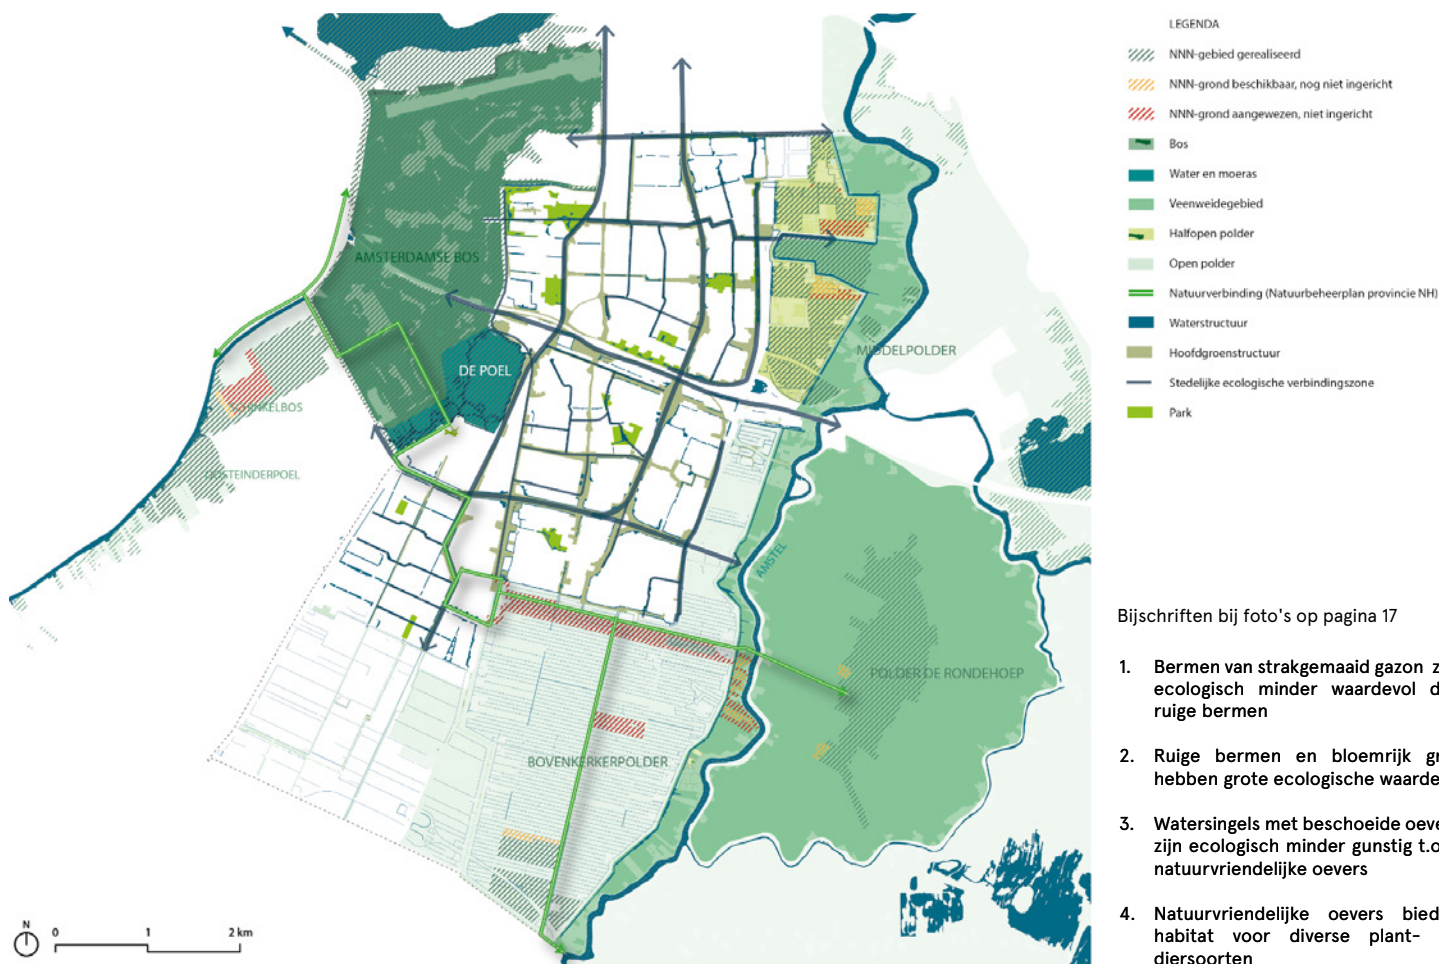 LEGENDA
NNN-gebied gerealiseerd
NNN-grond beschikbaar, nog niet ingericht
NNN-grond aangewezen, niet ingericht
Bos
Water en moeras
Veenweidegebied
Halfopen polder
Open polder
Natuurverbinding (Natuurbeheerplan provincie NH)
Waterstructuur
Hoofdgroenstructuur
Stedelijke ecologische verbindingszone
Park
AMSTERDAMSE BOS
DE POEL
MIDDELPOLDER
SCHINKELBOS
OOSTEINDERPOEL
AMSTEL
POLDER DE RONDEHOEP
BOVENKERKERPOLDER
N
0 1 2 km
Bijschriften bij foto's op pagina 17
1. Bermen van strakgemaaid gazon z
ecologisch minder waardevol d
ruige bermen
2. Ruige bermen en bloemrijk gr
hebben grote ecologische waarde
3. Watersingels met beschoeide oeve
zijn ecologisch minder gunstig t.o
natuurvriendelijke oevers
4. Natuurvriendelijke oevers bied
habitat voor diverse plant-
diersoorten